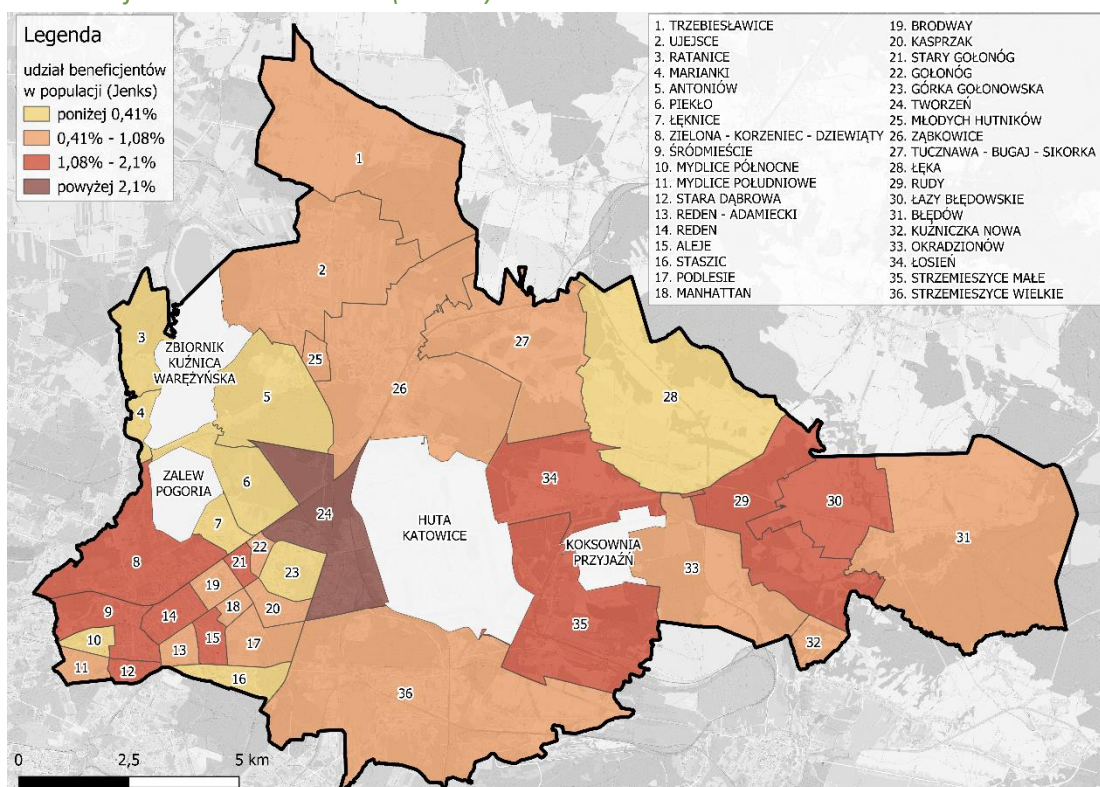 Legenda
udział beneficjentów
w populacji (Jenks)
poniżej 0,41%
0,41% - 1,08%
1,08% - 2,1%
powyżej 2,1%
1. TRZEBIESŁAWICE
2. UJEJSCE
3. RATANICE
4. MARIANKI
5. ANTONIÓW
6. PIEKŁO
7. ŁĘKNICE
8. ZIELONA - KORZENIEC - DZIEWIĄTY
9. ŚRÓDMIEŚCIE
10. MYDLICE PÓŁNOCNE
11. MYDLICE POŁUDNIOWE
12. STARA DĄBROWA
13. REDEN - ADAMIECKI
14. REDEN
15. ALEJE
16. STASZIC
17. PODLESIE
18. MANHATTAN
19. BRODWAY
20. KASPRZAK
21. STARY GOŁONÓG
22. GOŁONÓG
23. GÓRKA GOŁONOWSKA
24. TWORZEŃ
25. MŁODYCH HUTNIKÓW
26. ZĄBKOWICE
27. TUCZNAWA - BUGAJ - SIKORKA
28. ŁĘKA
29. RUDY
30. ŁAZY BŁĘDOWSKIE
31. BŁĘDÓW
32. KUŹNICZKA NOWA
33. OKRADZIONÓW
34. ŁOSIEŃ
35. STRZEMIESZYCE MAŁE
36. STRZEMIESZYCE WIELKIE
1
2
3
ZBIORNIK
KUŹNICA
WARĘŻYŃSKA
25
27
26
5
4
28
ZALEW
POGORIA
6
7
24
HUTA
KATOWICE
34
29
30
KOKSOWNIA
PRZYJAŹŃ
31
8
22
21
23
19
33
9
14
18
20
35
10
13
15
17
32
11
12
16
36
0
2,5
5 km